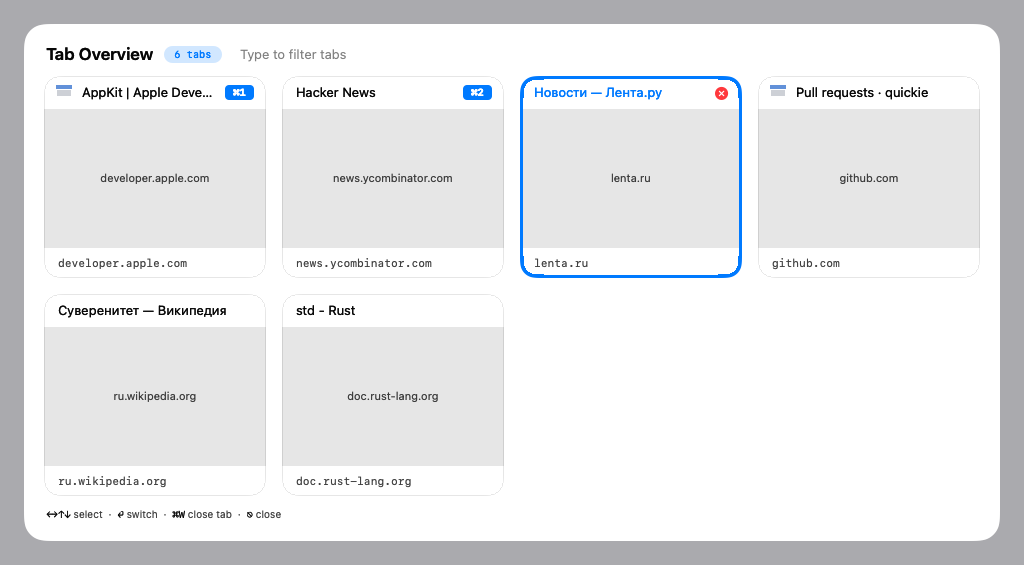 Tab Overview 6 tabs Type to filter tabs
AppKit | Apple Deve... ⌘1
developer.apple.com
developer.apple.com
Hacker News ⌘2
news.ycombinator.com
news.ycombinator.com
Новости — Лента.ру
lenta.ru
lenta.ru
Pull requests · quickie
github.com
github.com
Суверенитет — Википедия
ru.wikipedia.org
ru.wikipedia.org
std - Rust
doc.rust-lang.org
doc.rust-lang.org
↔↑↓ select · ↵ switch · ⌘W close tab · ⎋ close